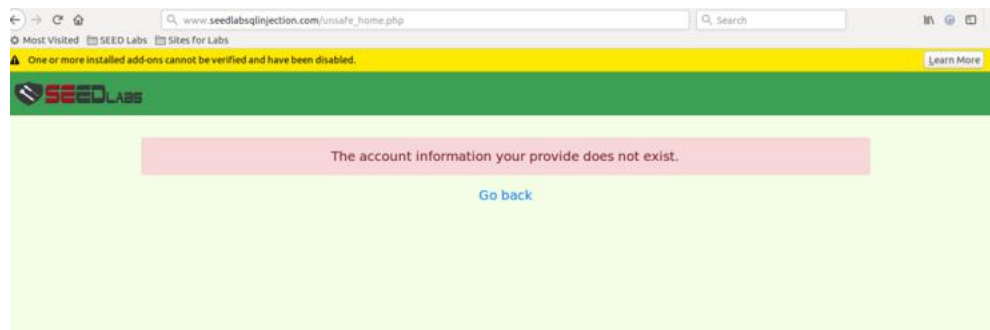 www.seedlabsqlinjection.com/unsafe_home.php
Search
Most Visited SEED Labs Sites for Labs
One or more installed add-ons cannot be verified and have been disabled.
Learn More
SEEDLABS
The account information your provide does not exist.
Go back